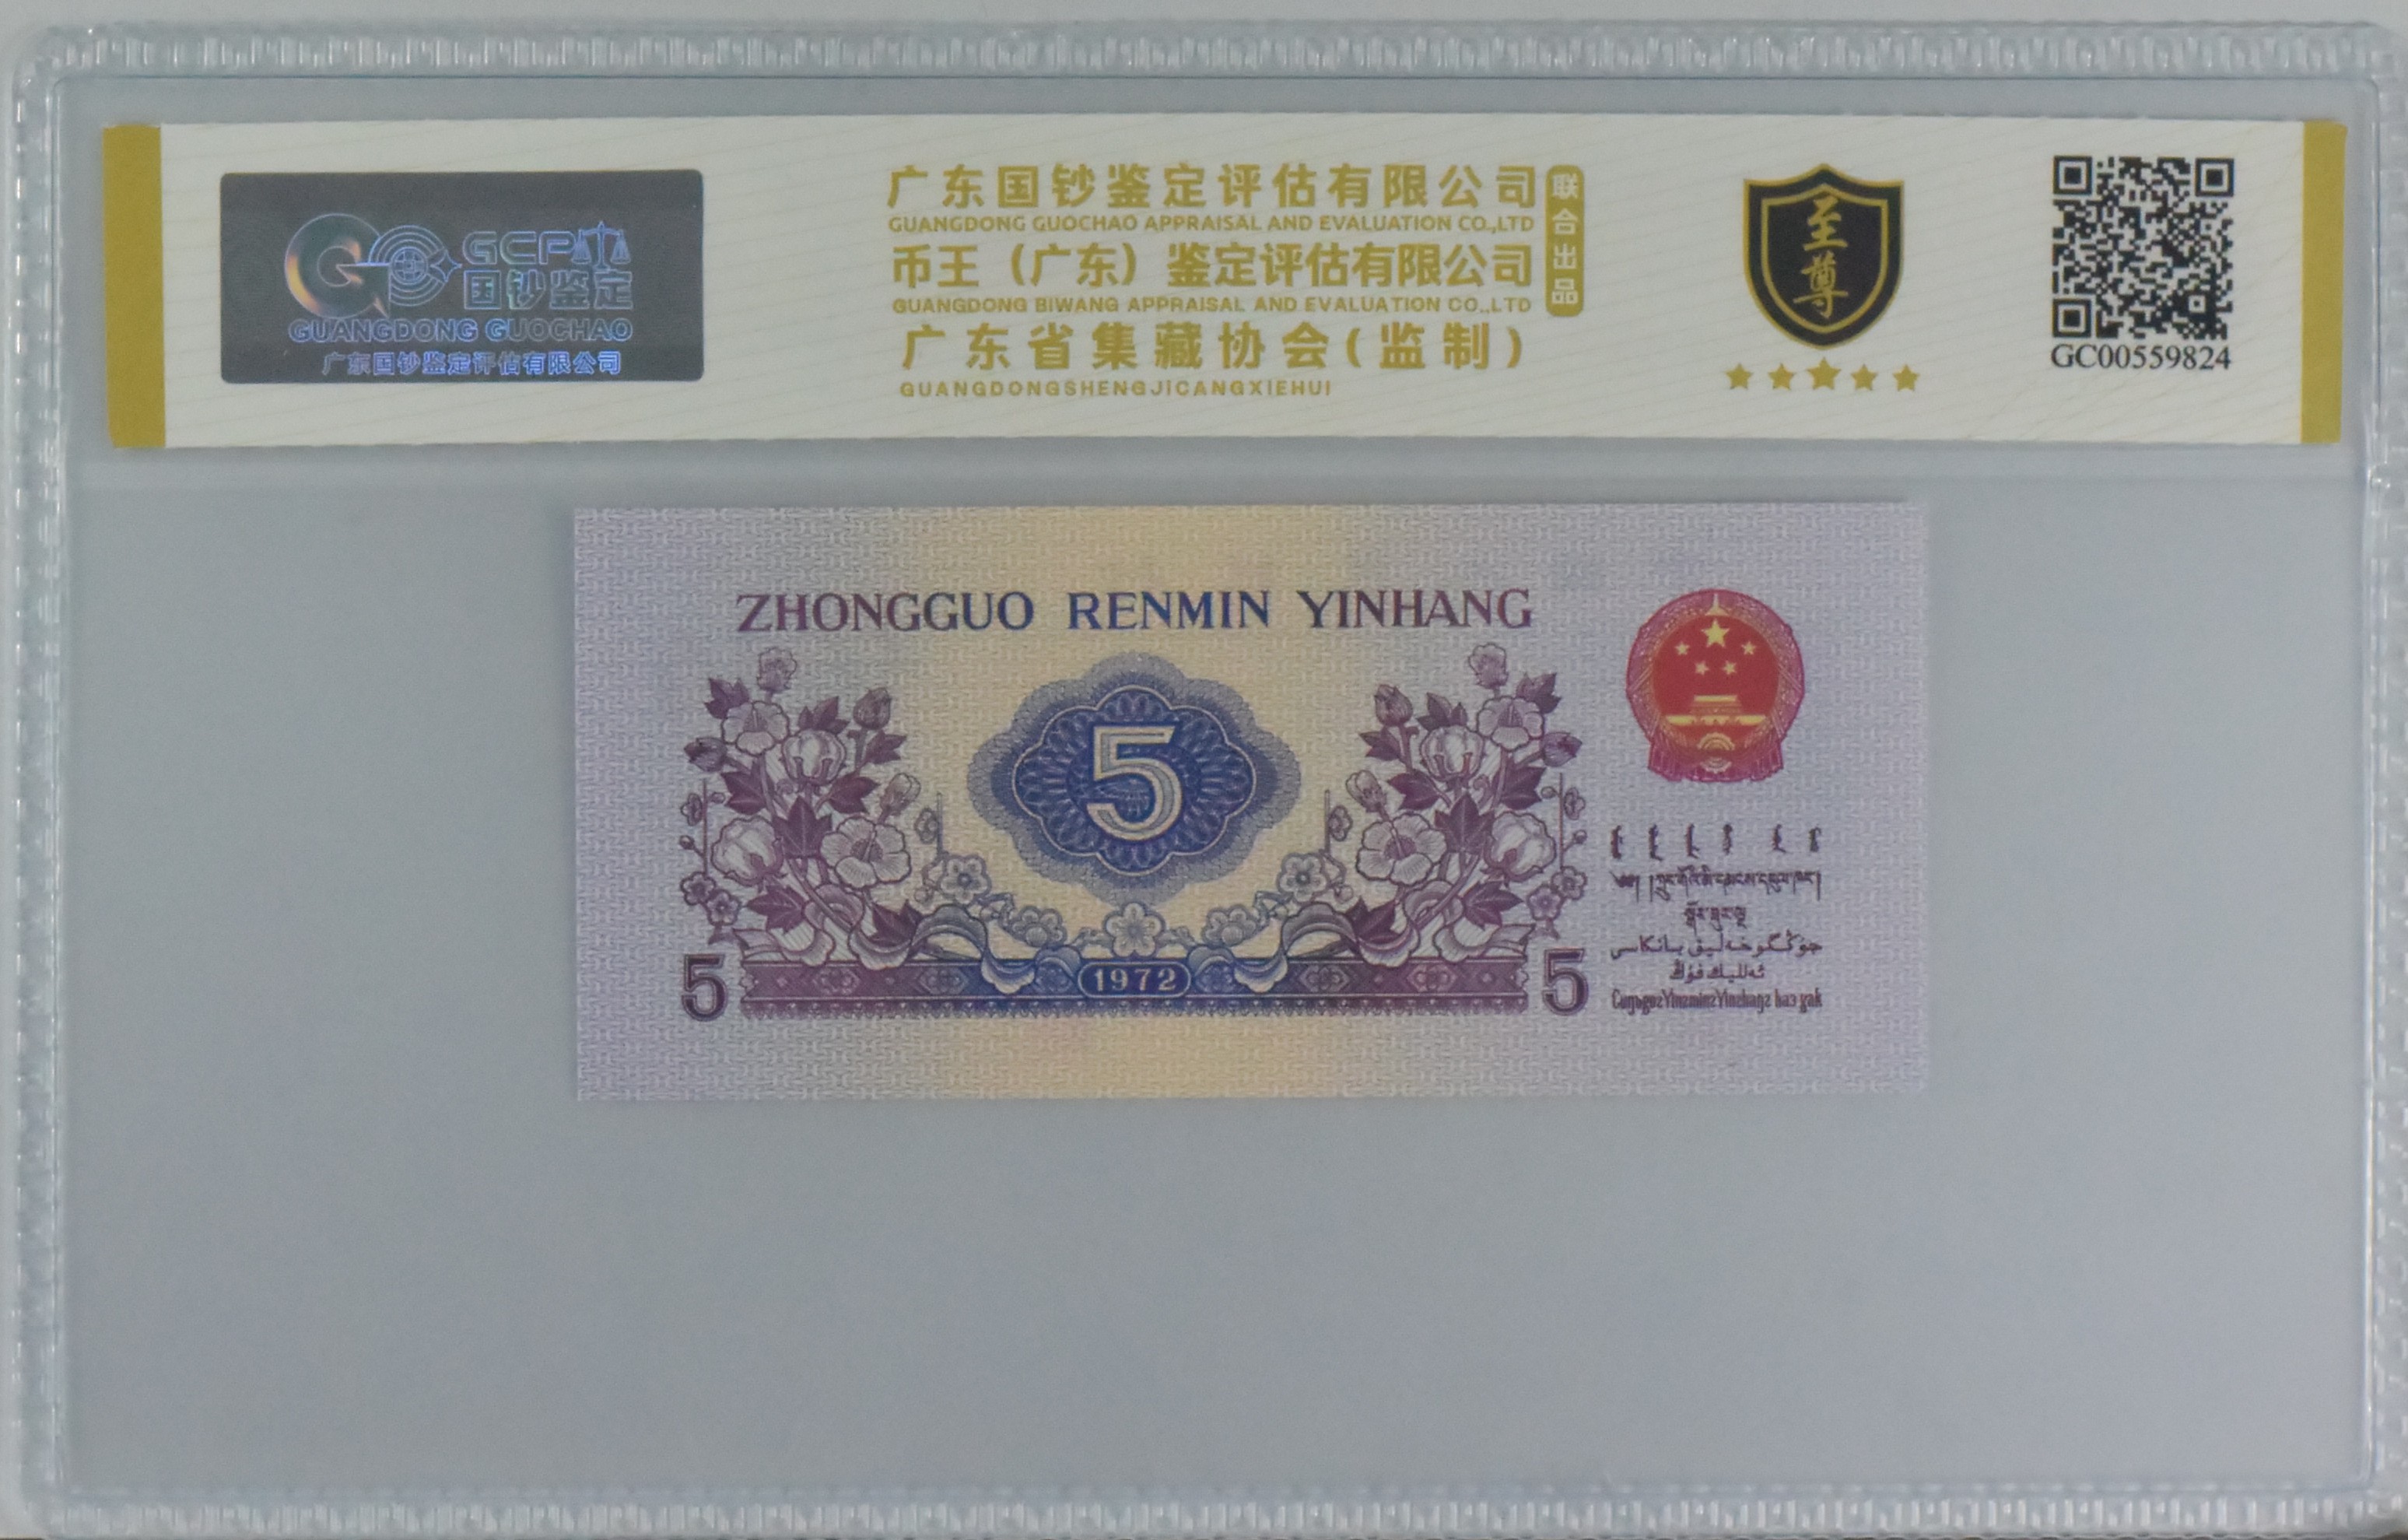 GCP
国钞鉴定
GUANGDONG GUOCHAO
广东国钞鉴定评估有限公司
广东国钞鉴定评估有限公司
GUANGDONG GUOCHAO APPRAISAL AND EVALUATION CO.,LTD
币王（广东）鉴定评估有限公司
GUANGDONG BIWANG APPRAISAL AND EVALUATION CO.,LTD
联合出品
广东省集藏协会(监制)
GUANGDONGSHENGJICANGXIEHUI
至尊
GC00559824
ZHONGGUO RENMIN YINHANG
5
1972
5
5
جۇڭگو خەلىق بانكاسى